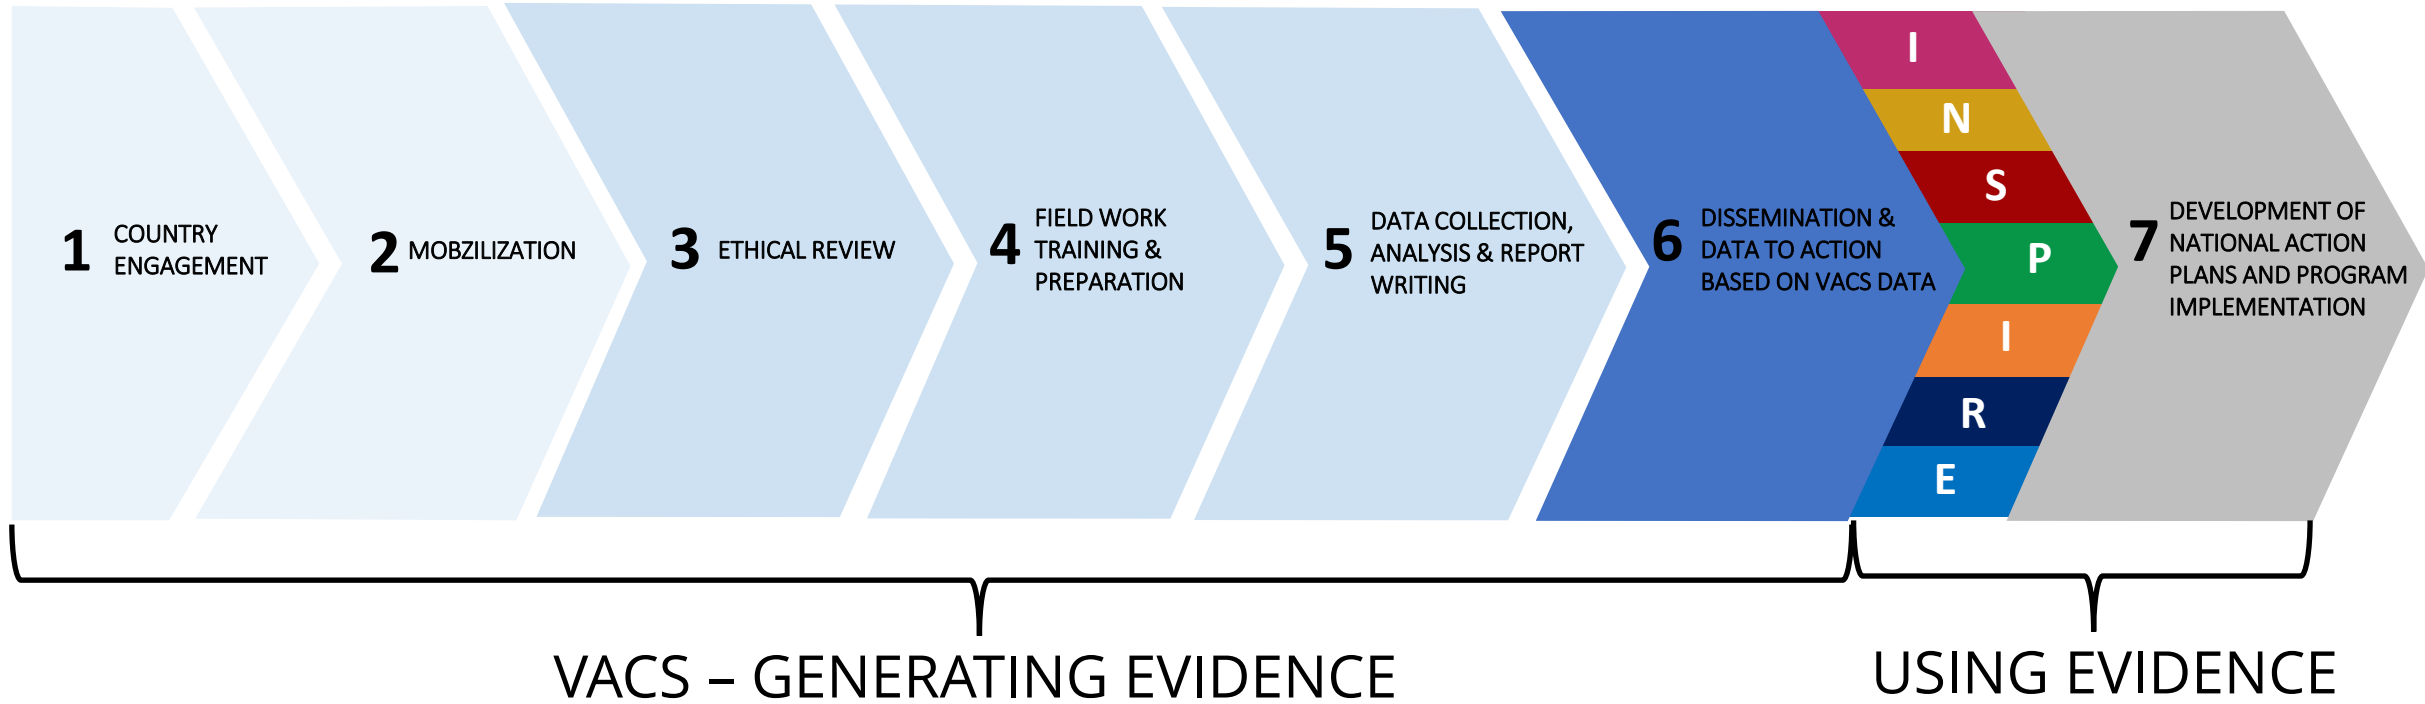 1 COUNTRY
ENGAGEMENT
2 MOBZILIZATION
3 ETHICAL REVIEW
4 FIELD WORK
TRAINING &
PREPARATION
5 DATA COLLECTION,
ANALYSIS & REPORT
WRITING
6 DISSEMINATION &
DATA TO ACTION
BASED ON VACS DATA
I
N
S
P
I
R
E
7 DEVELOPMENT OF
NATIONAL ACTION
PLANS AND PROGRAM
IMPLEMENTATION
VACS – GENERATING EVIDENCE
USING EVIDENCE